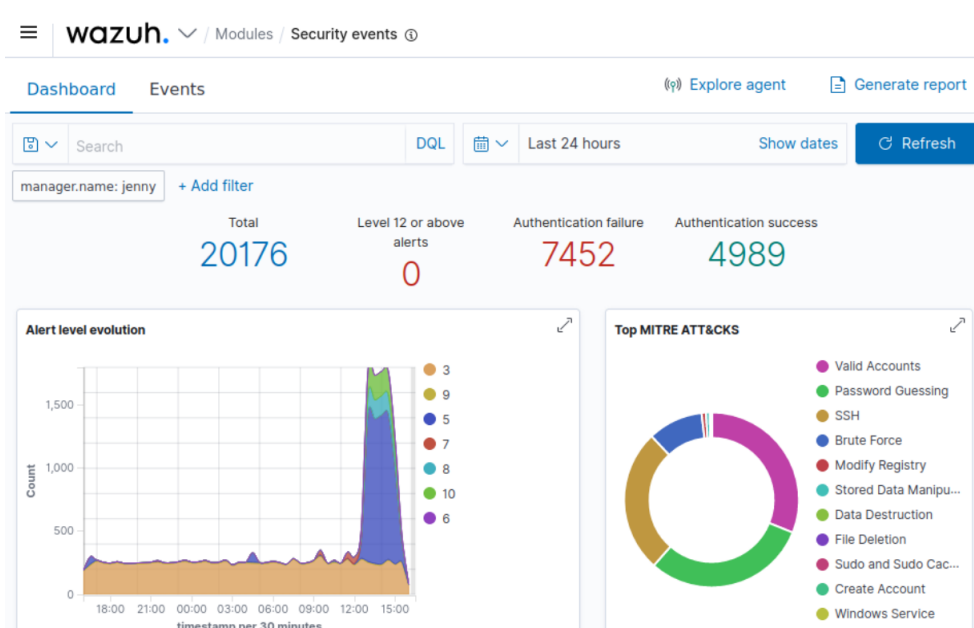 wazuh. / Modules / Security events
Dashboard Events Explore agent Generate report
Search DQL Last 24 hours Show dates Refresh
manager.name: jenny + Add filter
Total
20176
Level 12 or above
alerts
0
Authentication failure
7452
Authentication success
4989
Alert level evolution
Count
1,500
1,000
500
0
18:00 21:00 00:00 03:00 06:00 09:00 12:00 15:00
timestamp per 30 minutes
3
9
5
7
8
10
6
Top MITRE ATT&CKS
Valid Accounts
Password Guessing
SSH
Brute Force
Modify Registry
Stored Data Manipu...
Data Destruction
File Deletion
Sudo and Sudo Cac...
Create Account
Windows Service